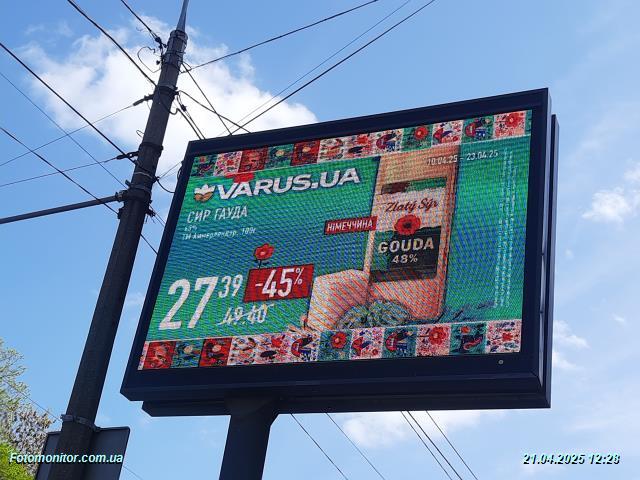 10.04.25 - 23.04.25
VARUS.UA
СИР ГАУДА
Zlatý Sýr
НІМЕЧЧИНА
GOUDA
48%
27 39
-45%
49.40
Fotomonitor.com.ua
21.04.2025 12:28